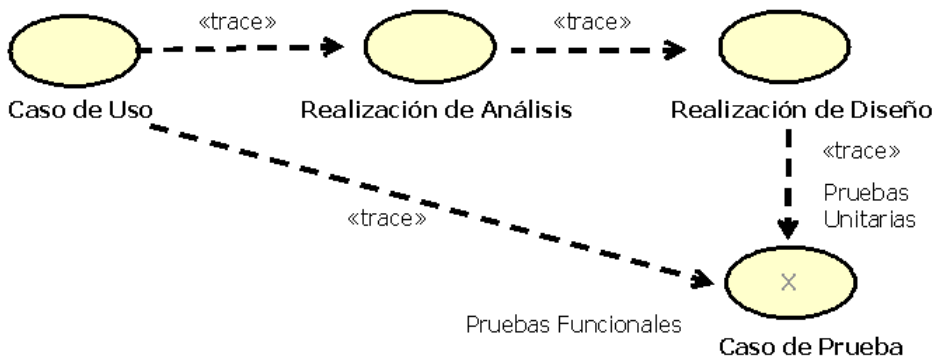 «trace»
«trace»
Caso de Uso
Realización de Análisis
Realización de Diseño
«trace»
Pruebas
Unitarias
«trace»
X
Pruebas Funcionales
Caso de Prueba